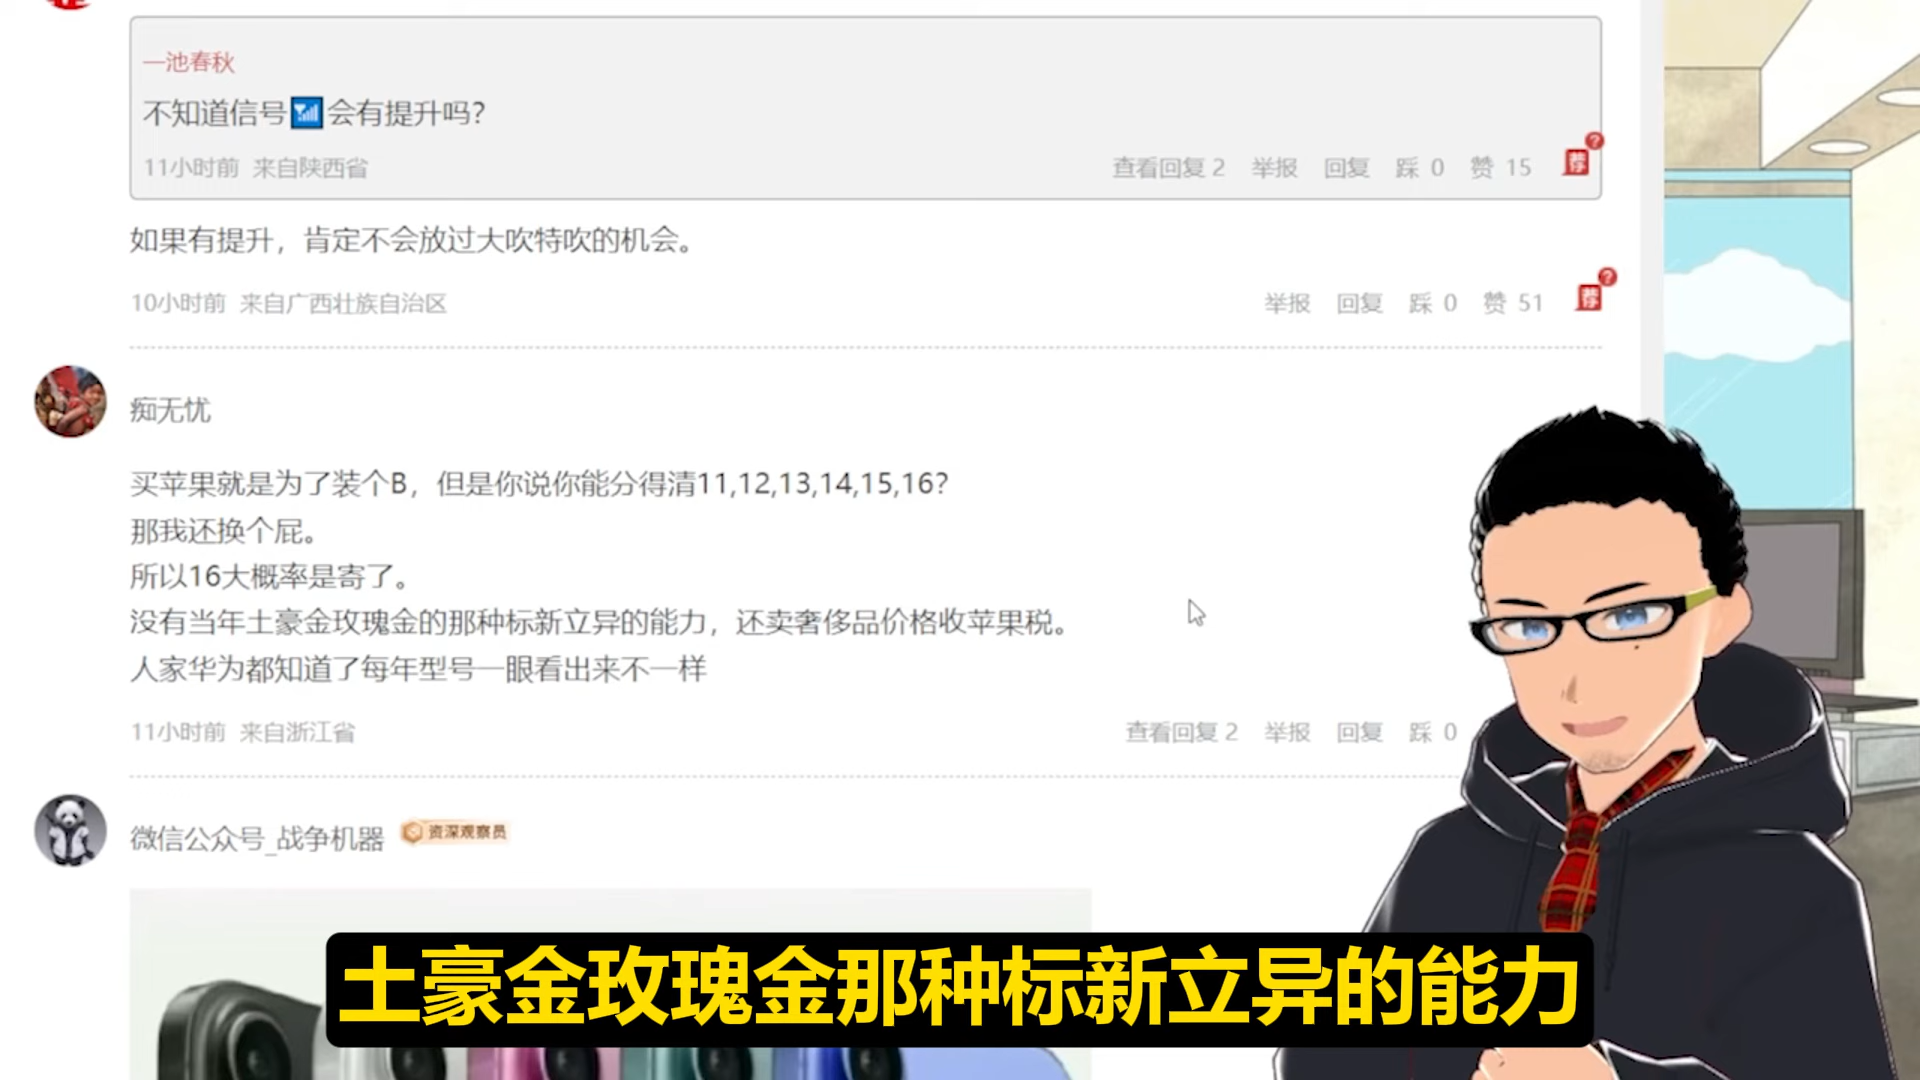 一池春秋
不知道信号会有提升吗？
11小时前 来自陕西省 查看回复 2 举报 回复 踩 0 赞 15 荐 ?
如果有提升，肯定不会放过大吹特吹的机会。
10小时前 来自广西壮族自治区 举报 回复 踩 0 赞 51 荐 ?
痴无忧
买苹果就是为了装个B，但是你说你能分得清11,12,13,14,15,16？
那我还换个屁。
所以16大概率是寄了。
没有当年土豪金玫瑰金的那种标新立异的能力，还卖奢侈品价格收苹果税。
人家华为都知道了每年型号一眼看出来不一样
11小时前 来自浙江省 查看回复 2 举报 回复 踩 0
微信公众号_战争机器 资深观察员
土豪金玫瑰金那种标新立异的能力